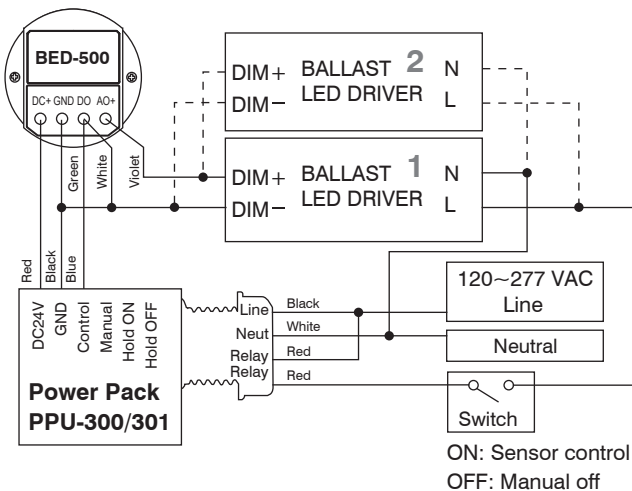 BED-500
DC+ GND DO AO+
Green
White
Violet
DIM+ BALLAST 2 N
DIM− LED DRIVER L
DIM+ BALLAST 1 N
DIM− LED DRIVER L
Red
Black
Blue
DC24V
GND
Control
Manual
Hold ON
Hold OFF
Power Pack
PPU-300/301
Line
Neut
Relay
Relay
Black
White
Red
Red
120~277 VAC
Line
Neutral
Switch
ON: Sensor control
OFF: Manual off